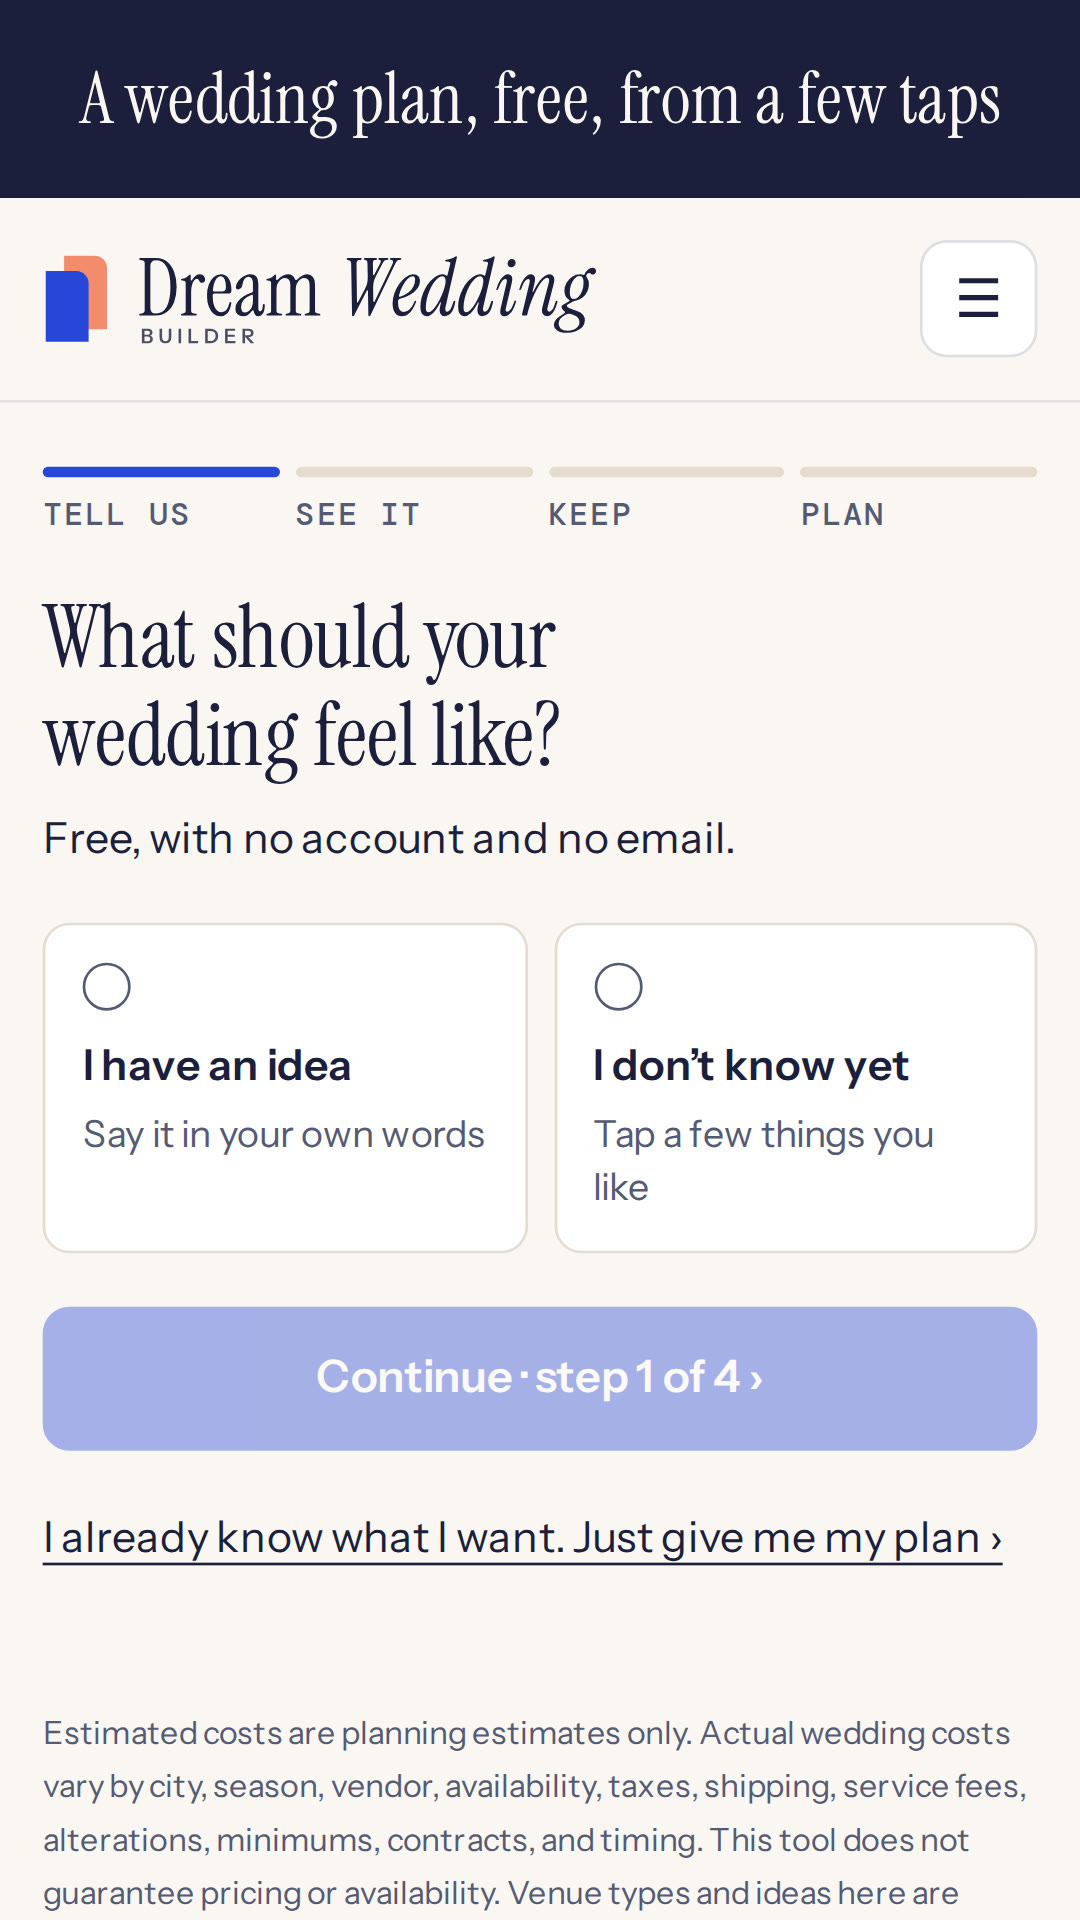 A wedding plan, free, from a few taps
Dream Wedding
BUILDER
TELL US
SEE IT
KEEP
PLAN
What should your
wedding feel like?
Free, with no account and no email.
I have an idea
Say it in your own words
I don’t know yet
Tap a few things you
like
Continue · step 1 of 4 ›
I already know what I want. Just give me my plan ›
Estimated costs are planning estimates only. Actual wedding costs
vary by city, season, vendor, availability, taxes, shipping, service fees,
alterations, minimums, contracts, and timing. This tool does not
guarantee pricing or availability. Venue types and ideas here are